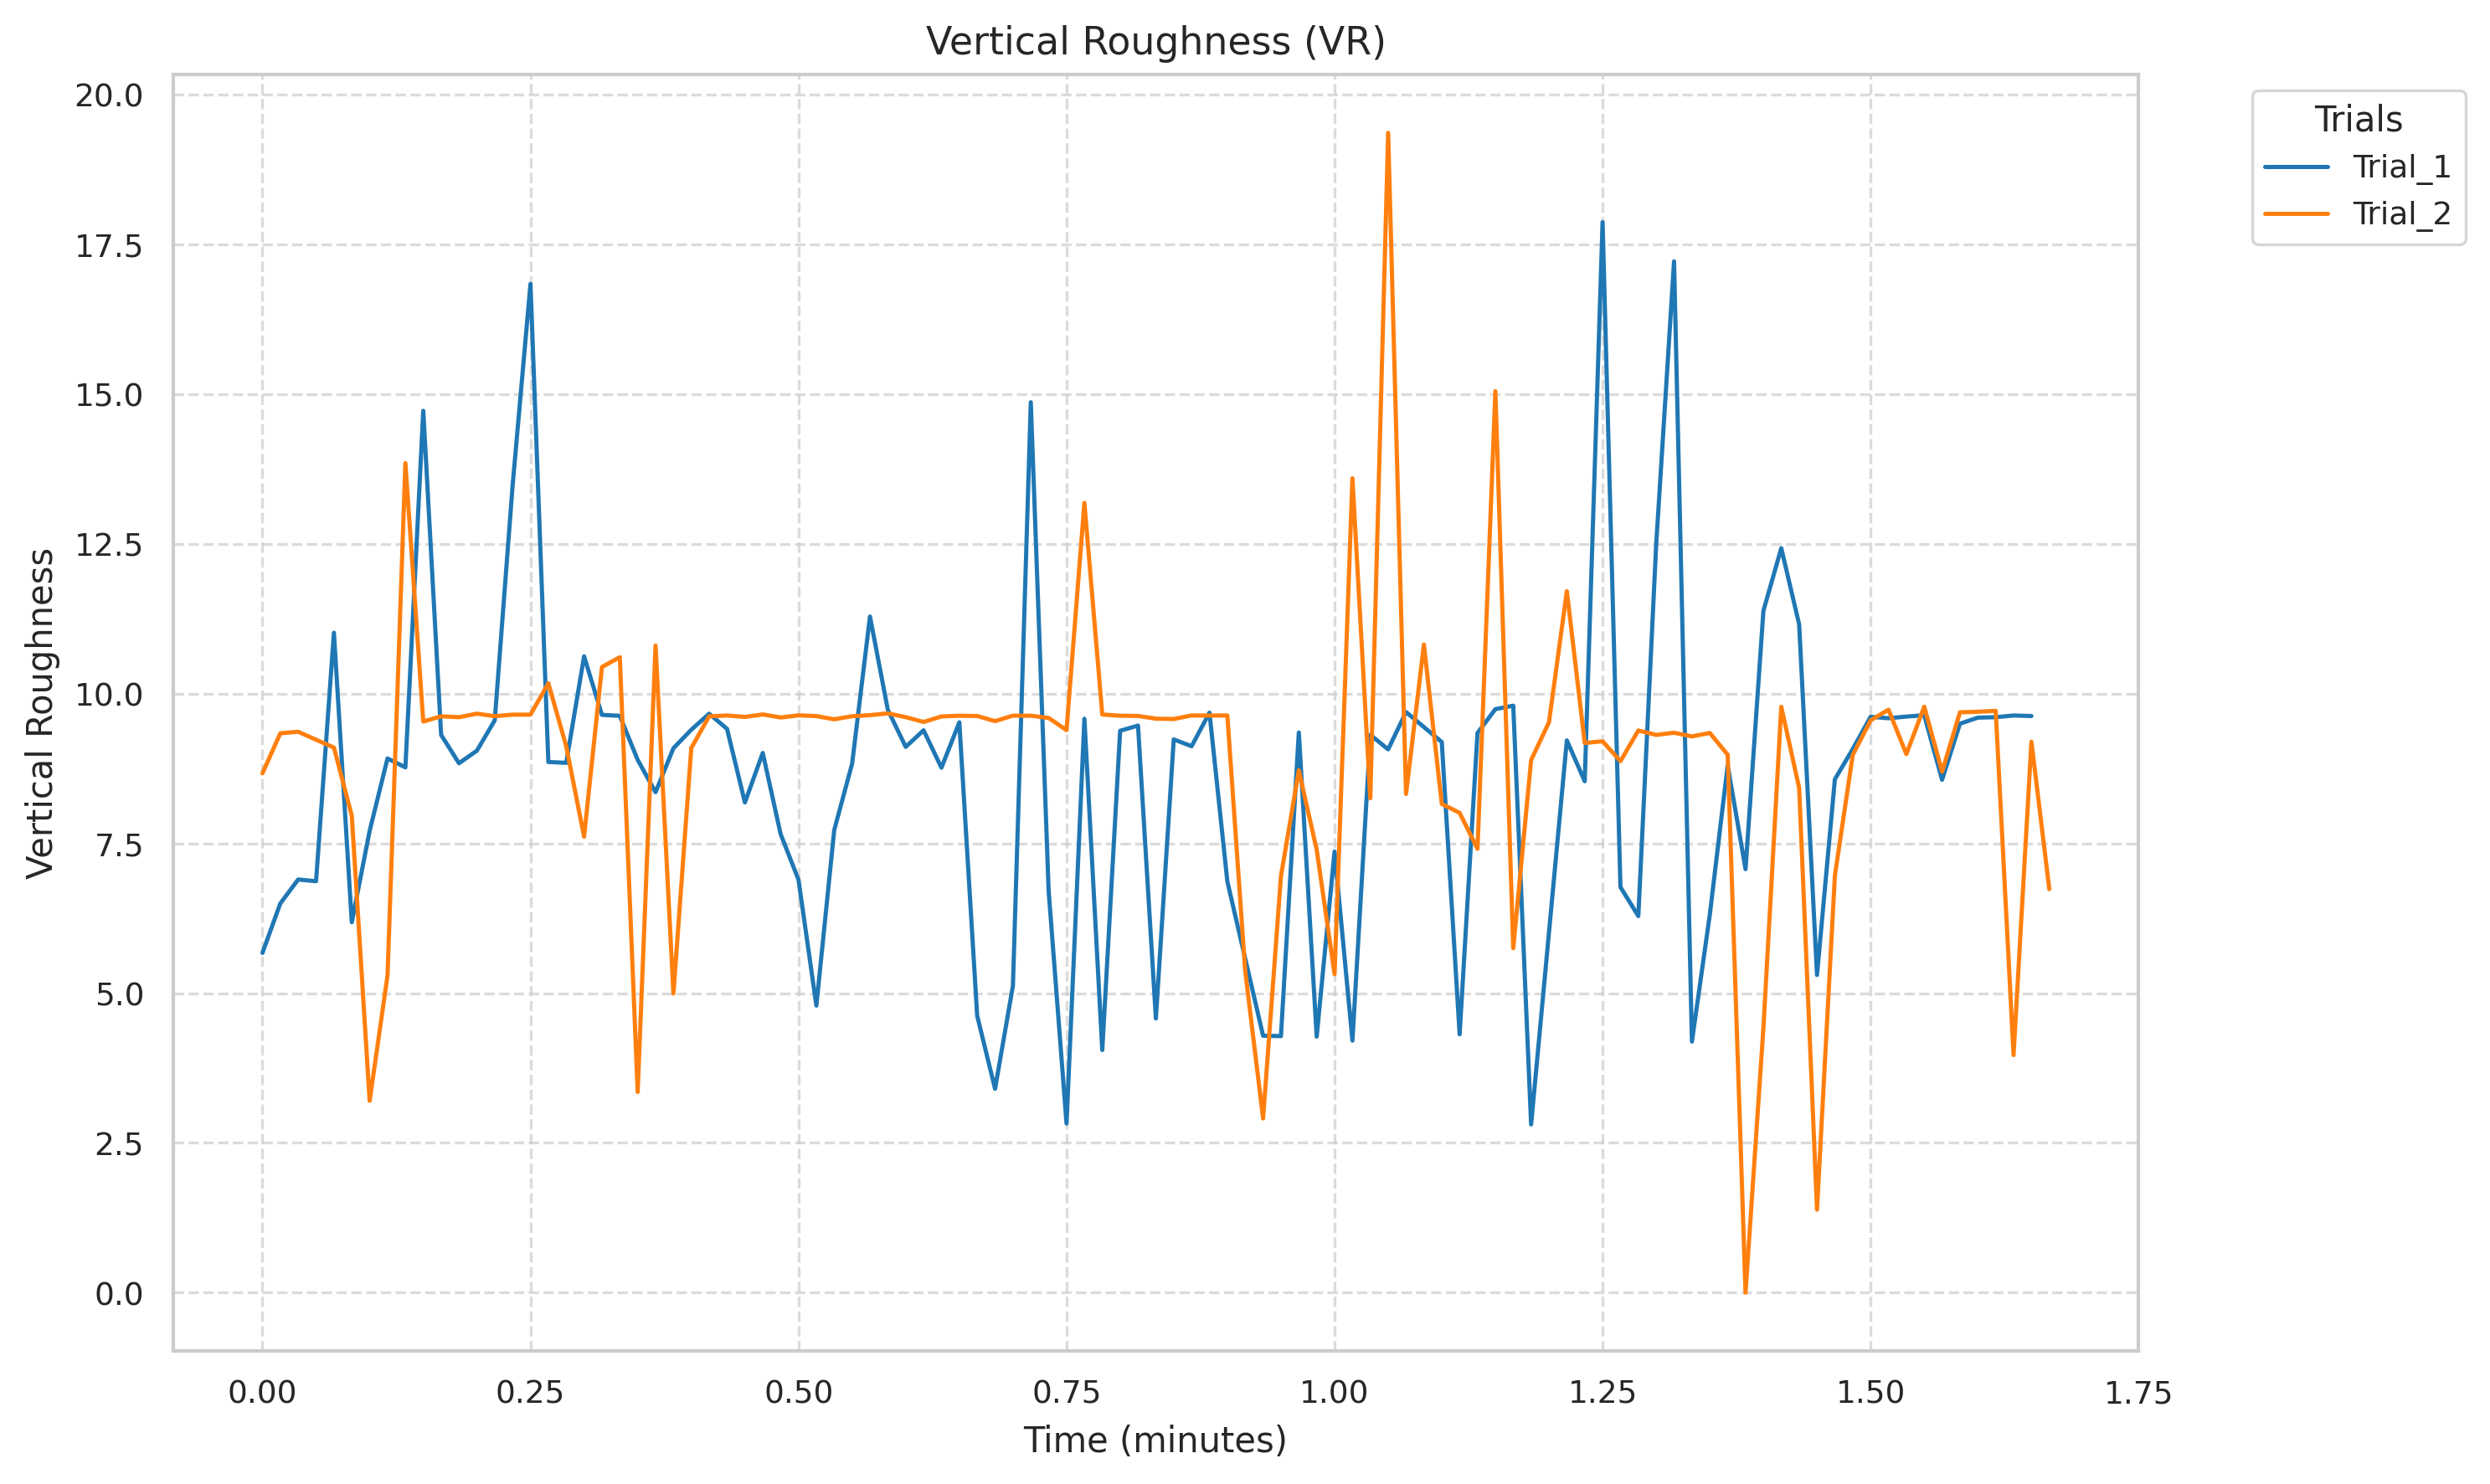 Vertical Roughness (VR)
Trials
Trial_1
Trial_2
Vertical Roughness
20.0
17.5
15.0
12.5
10.0
7.5
5.0
2.5
0.0
0.00 0.25 0.50 0.75 1.00 1.25 1.50 1.75
Time (minutes)